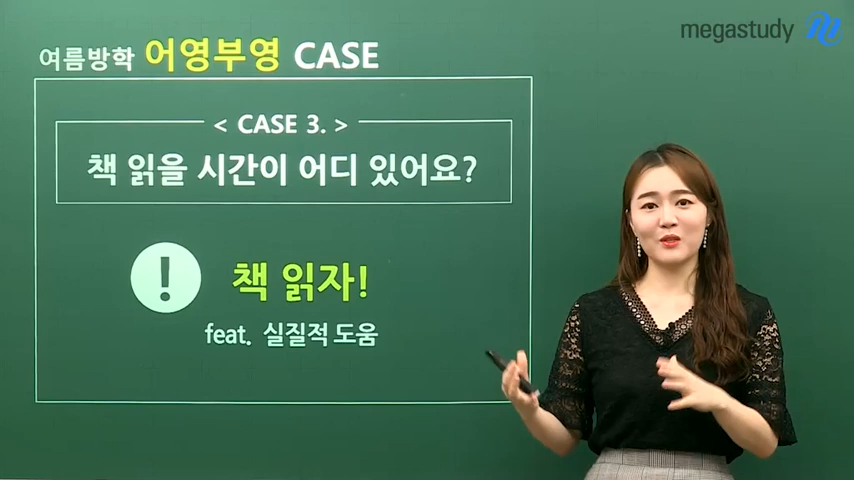 megastudy
여름방학 어영부영 CASE
< CASE 3. >
책 읽을 시간이 어디 있어요?
! 책 읽자!
feat. 실질적 도움